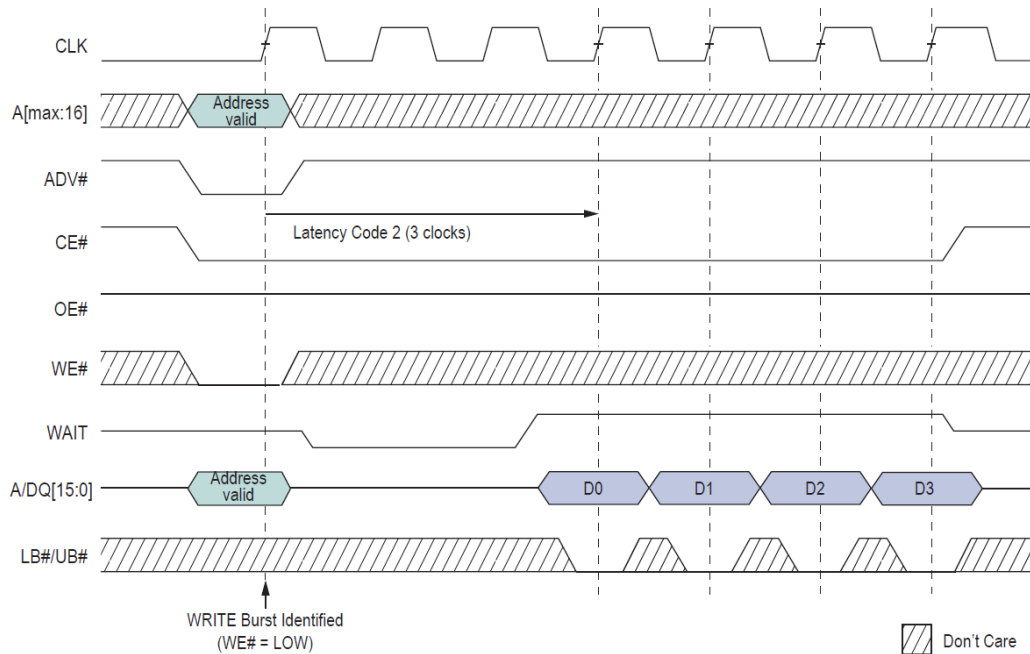 CLK
A[max:16]
Address
valid
ADV#
Latency Code 2 (3 clocks)
CE#
OE#
WE#
WAIT
A/DQ[15:0]
Address
valid
D0
D1
D2
D3
LB#/UB#
WRITE Burst Identified
(WE# = LOW)
Don't Care